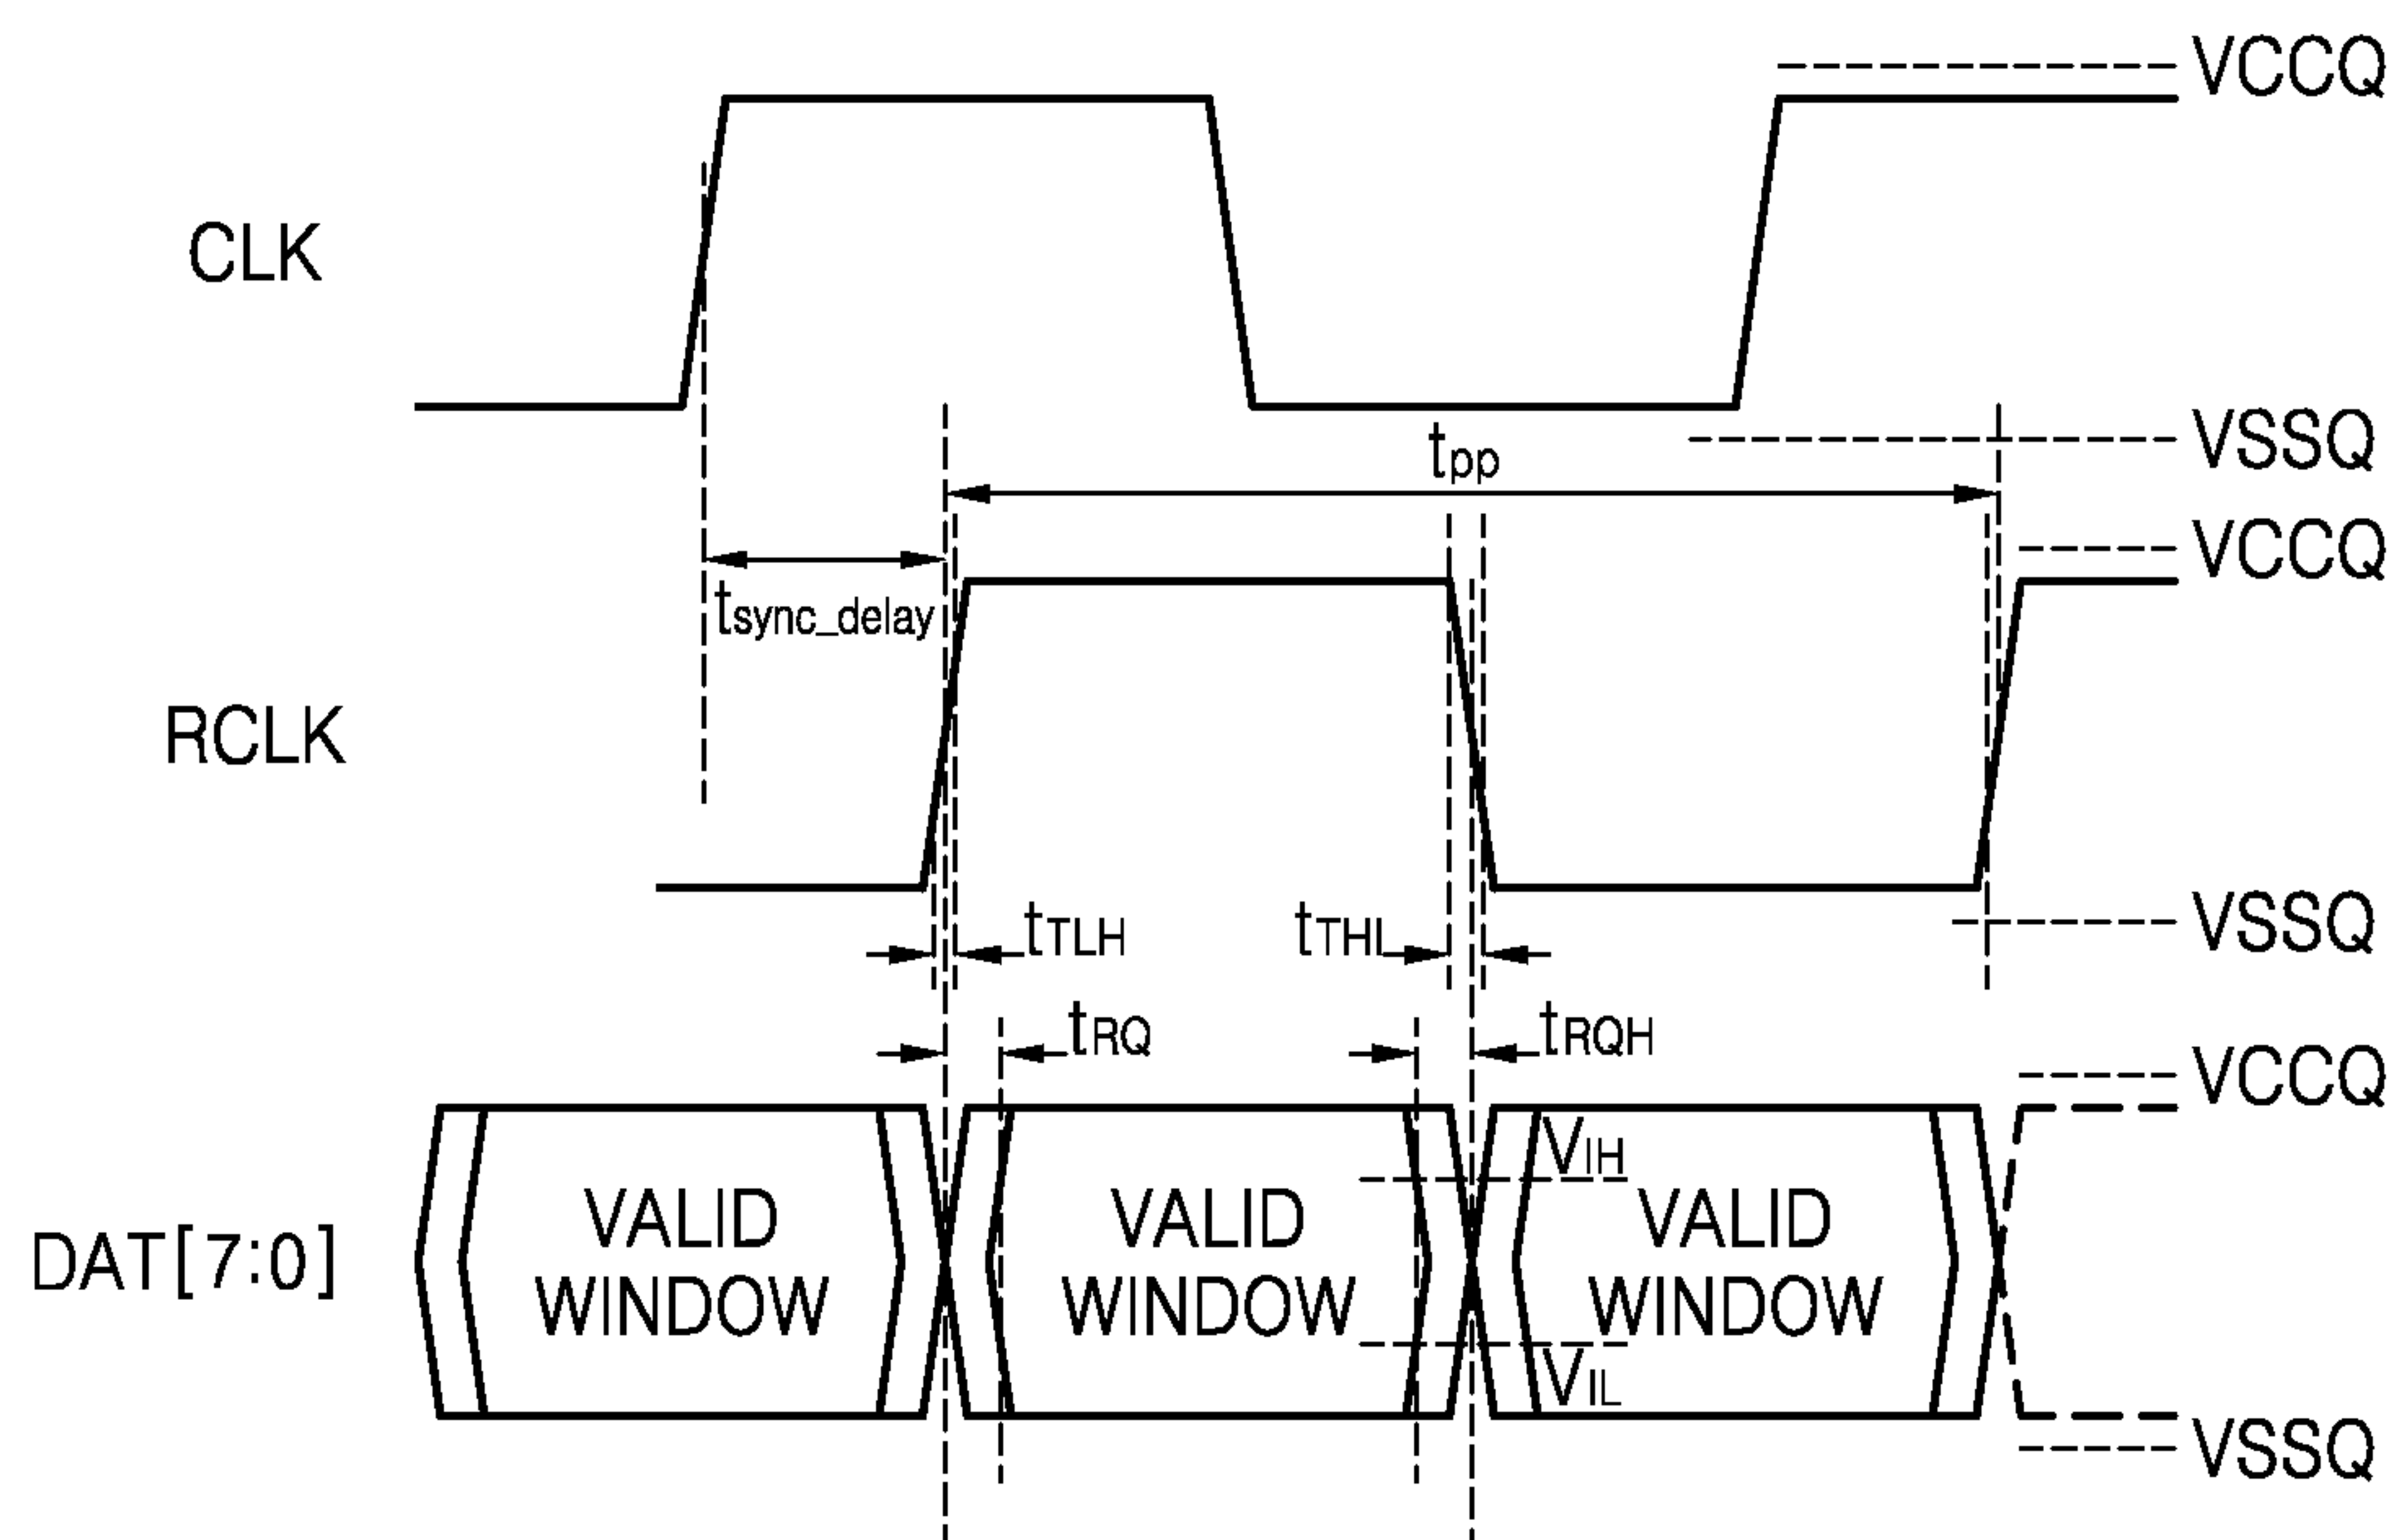 VCCQ
CLK
VSSQ
tpp
VCCQ
tsync_delay
RCLK
VSSQ
tTLH
tTHL
tRQ
tRQH
VCCQ
VIH
VALID WINDOW
VALID WINDOW
VALID WINDOW
DAT[7:0]
VIL
VSSQ